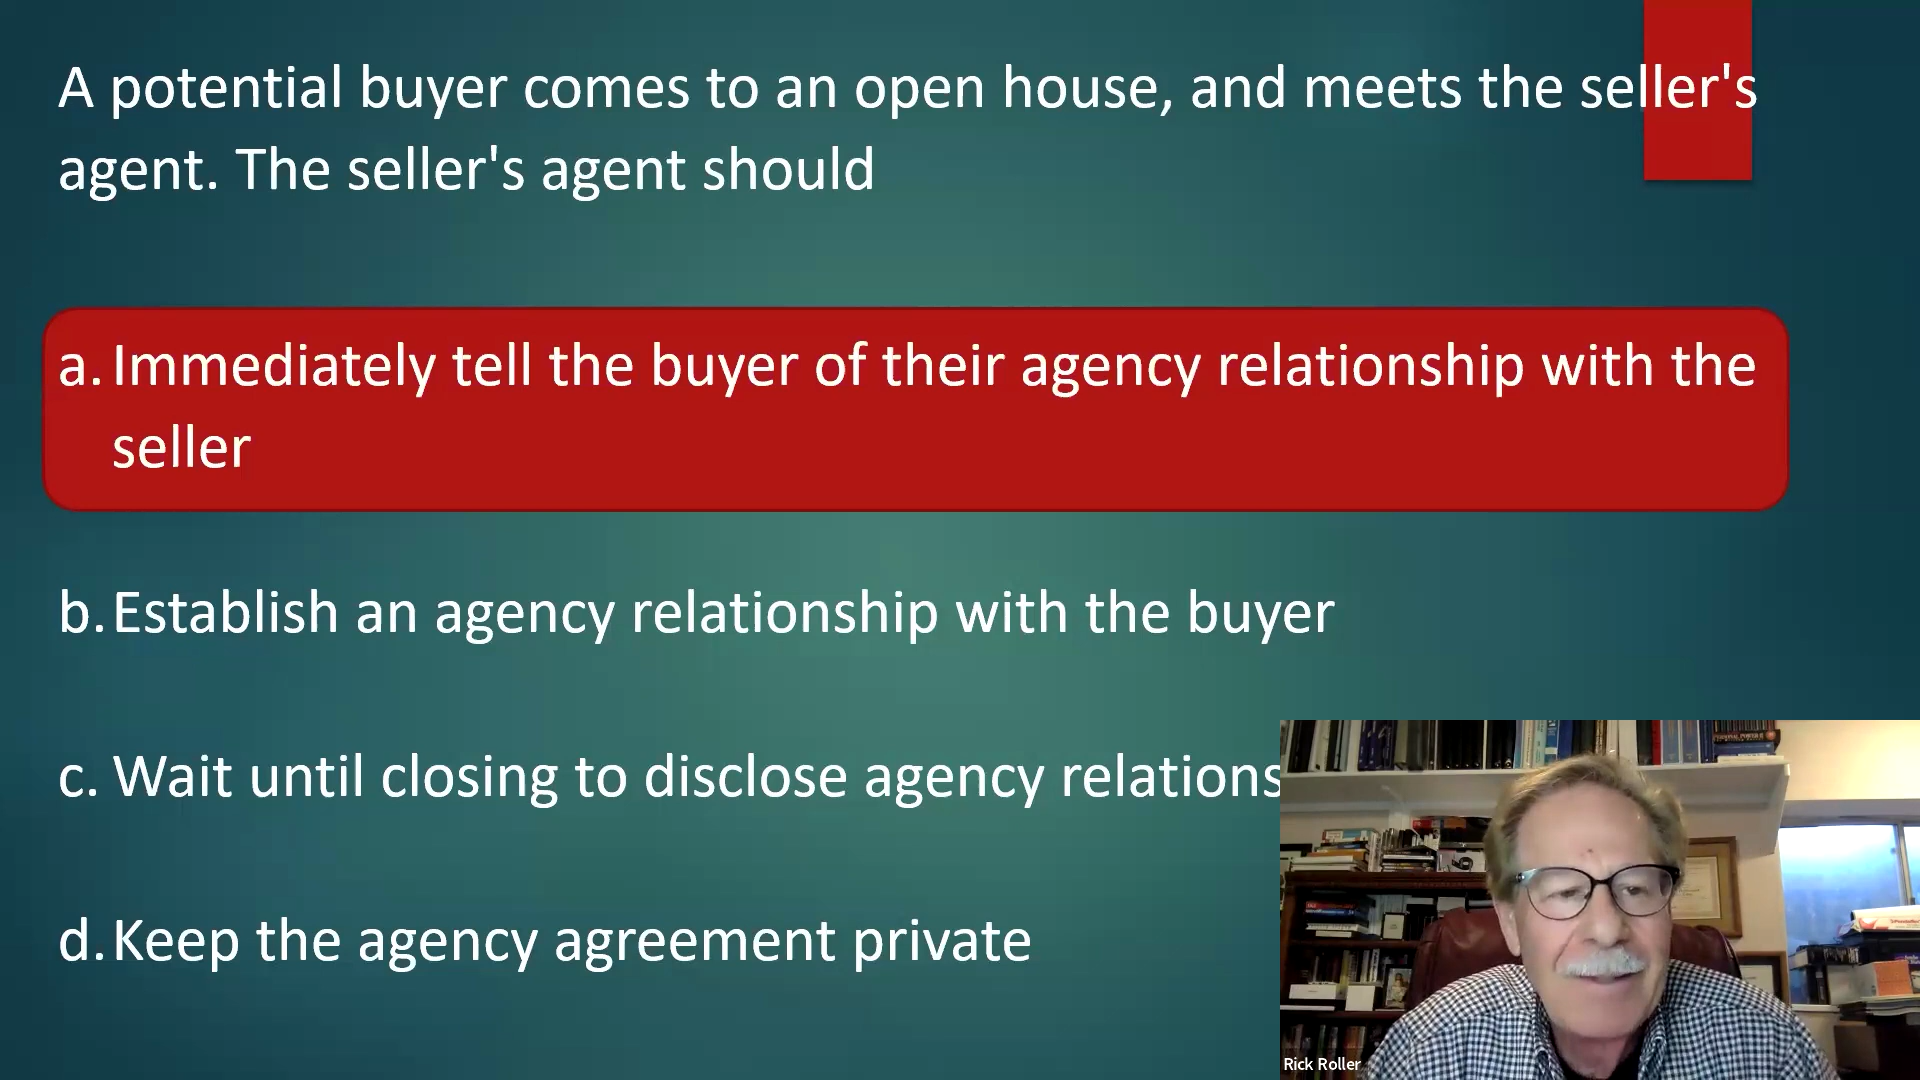 A potential buyer comes to an open house, and meets the seller's
agent. The seller's agent should
a. Immediately tell the buyer of their agency relationship with the
seller
b. Establish an agency relationship with the buyer
c. Wait until closing to disclose agency relations
d. Keep the agency agreement private
Rick Roller